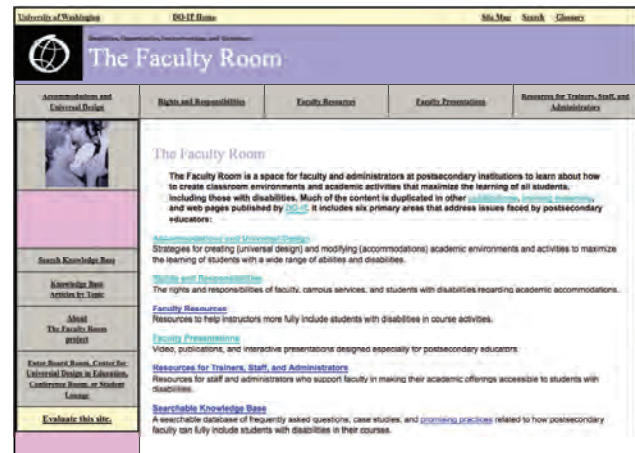 University of Washington DO-IT Home Site Map Search Glossary
Disabilities, Opportunities, Internetworking, and Technology
The Faculty Room
Accommodations and
Universal Design
Rights and Responsibilities
Faculty Resources
Faculty Presentations
Resources for Trainers, Staff, and
Administrators
The Faculty Room
The Faculty Room is a space for faculty and administrators at postsecondary institutions to learn about how
to create classroom environments and academic activities that maximize the learning of all students,
including those with disabilities. Much of the content is duplicated in other publications, training materials,
and web pages published by DO-IT. It includes six primary areas that address issues faced by postsecondary
educators:
Accommodations and Universal Design
Strategies for creating (universal design) and modifying (accommodations) academic environments and activities to maximize
the learning of students with a wide range of abilities and disabilities.
Rights and Responsibilities
The rights and responsibilities of faculty, campus services, and students with disabilities regarding academic accommodations.
Faculty Resources
Resources to help instructors more fully include students with disabilities in course activities.
Faculty Presentations
Video, publications, and interactive presentations designed especially for postsecondary educators.
Resources for Trainers, Staff, and Administrators
Resources for staff and administrators who support faculty in making their academic offerings accessible to students with
disabilities.
Searchable Knowledge Base
A searchable database of frequently asked questions, case studies, and promising practices related to how postsecondary
faculty can fully include students with disabilities in their courses.
Search Knowledge Base
Knowledge Base
Articles by Topic
About
The Faculty Room
project
Enter Board Room, Center for
Universal Design in Education,
Conference Room, or Student
Lounge
Evaluate this site.